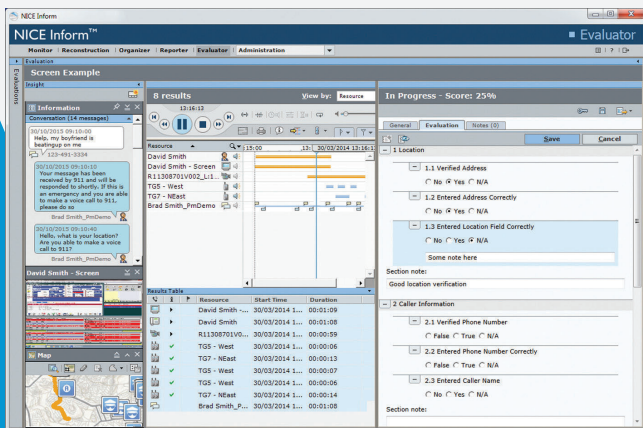 NICE Inform
NICE Inform™
Evaluator
Monitor
Reconstruction
Organizer
Reporter
Evaluator
Administration
Evaluation
Evaluations
Screen Example
Insight
Information
Conversation (14 messages)
30/10/2015 09:10:00
Help, my boyfriend is
beatingup on me
123-491-3334
30/10/2015 09:10:10
Your message has been
received by 911 and will be
responded to shortly. If this is
an emergency and you are able
to make a voice call to 911,
please do so
Brad Smith_PmDemo
30/10/2015 09:10:40
Hello, what is your location?
Are you able to make a voice
call to 911?
Brad Smith_PmDemo
David Smith - Screen
Map
8 results
View by: Resource
13:16:13
Resource
30/03/2014
David Smith
David Smith - Screen
R11308701V002_L:1...
TG5 - West
TG7 - NEast
Brad Smith_PmDemo
Results Table
Resource Start Time Duration
David Smith -... 30/03/2014 1... 00:01:09
David Smith 30/03/2014 1... 00:01:08
R11308701V0... 30/03/2014 1... 00:00:59
TG5 - West 30/03/2014 1... 00:00:06
TG7 - NEast 30/03/2014 1... 00:00:13
TG5 - West 30/03/2014 1... 00:00:07
TG5 - West 30/03/2014 1... 00:00:06
TG7 - NEast 30/03/2014 1... 00:00:14
Brad Smith_P... 30/03/2014 1... 00:01:08
In Progress - Score: 25%
General
Evaluation
Notes (0)
Save
Cancel
1 Location
1.1 Verified Address
No Yes N/A
1.2 Entered Address Correctly
No Yes N/A
1.3 Entered Location Field Correctly
No Yes N/A
Some note here
Section note:
Good location verification
2 Caller Information
2.1 Verified Phone Number
False True N/A
2.2 Entered Phone Number Correctly
False True N/A
2.3 Entered Caller Name
No Yes N/A
Section note: